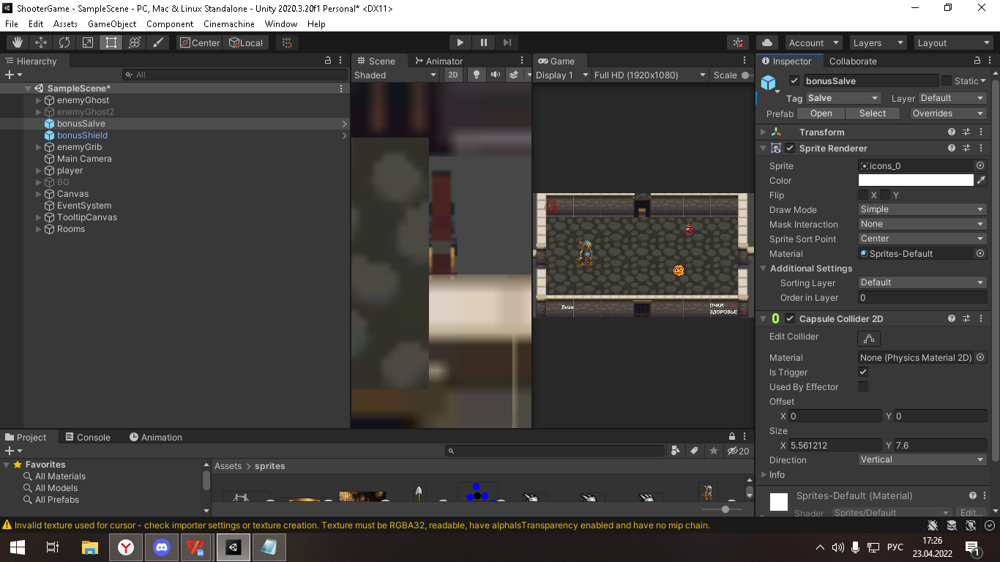 ShooterGame - SampleScene - PC, Mac & Linux Standalone - Unity 2020.3.20f1 Personal* <DX11>
File Edit Assets GameObject Component Cinemachine Window Help
Center Local Account Layers Layout
Hierarchy Scene Animator Game Inspector Collaborate
All
Shaded 2D Display 1 Full HD (1920x1080) Scale
SampleScene*
enemyGhost
enemyGhost2
bonusSalve
bonusShield
enemyGrib
Main Camera
player
BG
Canvas
EventSystem
TooltipCanvas
Rooms
Лизи
ОЧКИ
ЗДОРОВЬЕ
bonusSalve Static
Tag Salve Layer Default
Prefab Open Select Overrides
Transform
Sprite Renderer
Sprite icons_0
Color
Flip X Y
Draw Mode Simple
Mask Interaction None
Sprite Sort Point Center
Material Sprites-Default
Additional Settings
Sorting Layer Default
Order in Layer 0
Capsule Collider 2D
Edit Collider
Material None (Physics Material 2D)
Is Trigger
Used By Effector
Offset
X 0 Y 0
Size
X 5.561212 Y 7.6
Direction Vertical
Info
Sprites-Default (Material)
Shader Sprites/Default Edit...
Project Console Animation
20
Favorites
All Materials
All Models
All Prefabs
Assets > sprites
Invalid texture used for cursor - check importer settings or texture creation. Texture must be RGBA32, readable, have alphaIsTransparency enabled and have no mip chain.
РУС
17:26
23.04.2022
1